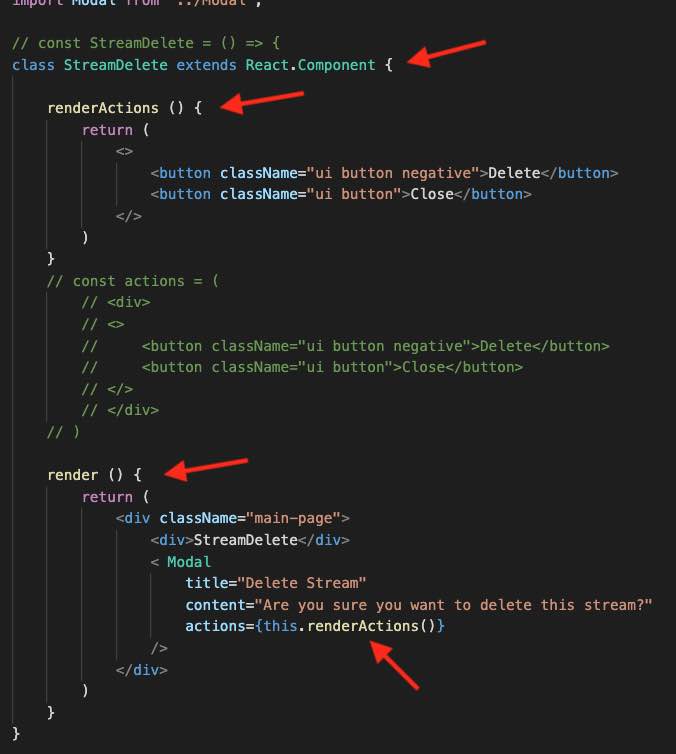 import Modal from '../Modal';
// const StreamDelete = () => {
class StreamDelete extends React.Component {
renderActions () {
return (
<>
<button className="ui button negative">Delete</button>
<button className="ui button">Close</button>
</>
)
}
// const actions = (
// <div>
// <>
//     <button className="ui button negative">Delete</button>
//     <button className="ui button">Close</button>
// </>
// </div>
// )
render () {
return (
<div className="main-page">
<div>StreamDelete</div>
< Modal
title="Delete Stream"
content="Are you sure you want to delete this stream?"
actions={this.renderActions()}
/>
</div>
)
}
}